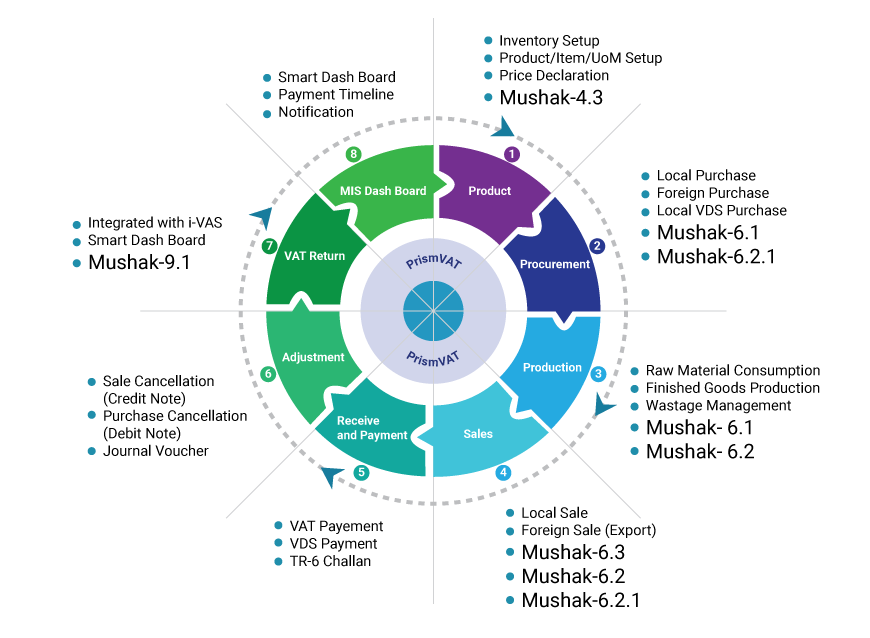 Inventory Setup
Product/Item/UoM Setup
Price Declaration
Mushak-4.3
1
Product
Local Purchase
Foreign Purchase
Local VDS Purchase
Mushak-6.1
Mushak-6.2.1
2
Procurement
Raw Material Consumption
Finished Goods Production
Wastage Management
Mushak- 6.1
Mushak- 6.2
3
Production
Local Sale
Foreign Sale (Export)
Mushak-6.3
Mushak-6.2
Mushak-6.2.1
4
Sales
VAT Payement
VDS Payment
TR-6 Challan
5
Receive
and Payment
Sale Cancellation
(Credit Note)
Purchase Cancellation
(Debit Note)
Journal Voucher
6
Adjustment
Integrated with i-VAS
Smart Dash Board
Mushak-9.1
7
VAT Return
Smart Dash Board
Payment Timeline
Notification
8
MIS Dash Board
PrismVAT
PrismVAT